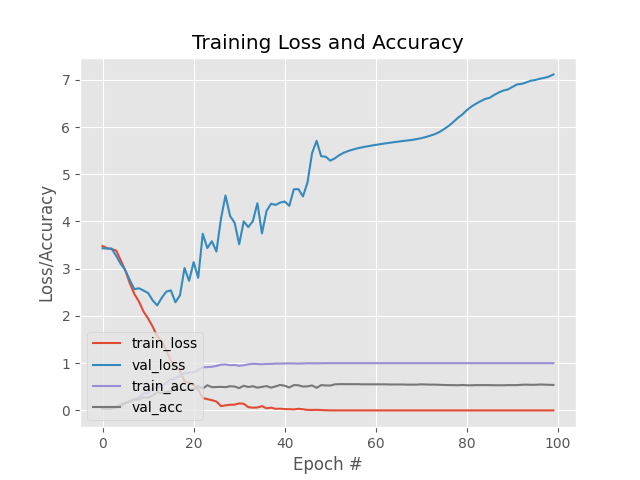 Training Loss and Accuracy
Loss/Accuracy
7
6
5
4
3
2
1
0
train_loss
val_loss
train_acc
val_acc
0
20
40
60
80
100
Epoch #